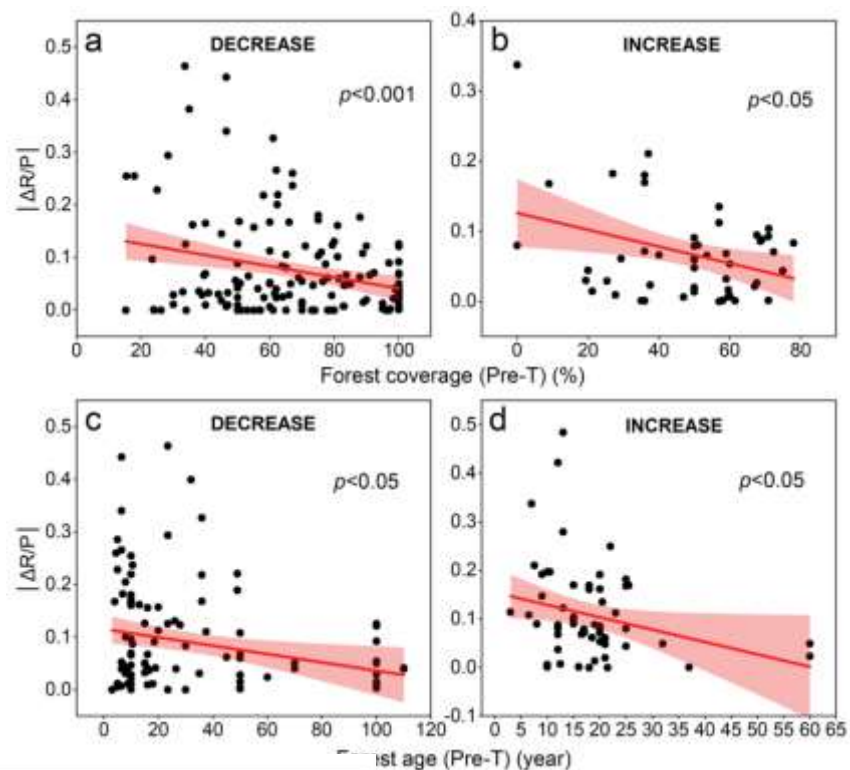 a DECREASE
p<0.001
|ΔR/P|
0.5
0.4
0.3
0.2
0.1
0.0
0 20 40 60 80 100
b INCREASE
p<0.05
0.4
0.3
0.2
0.1
0.0
0 20 40 60 80
Forest coverage (Pre-T) (%)
c DECREASE
p<0.05
|ΔR/P|
0.5
0.4
0.3
0.2
0.1
0.0
0 20 40 60 80 100 120
d INCREASE
p<0.05
0.5
0.4
0.3
0.2
0.1
0.0
-0.1
0 5 10 15 20 25 30 35 40 45 50 55 60 65
age (Pre-T) (year)